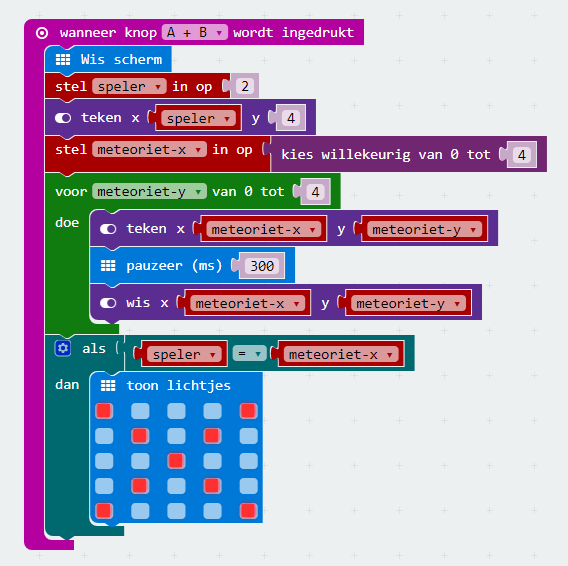 wanneer knop A + B wordt ingedrukt
Wis scherm
stel speler in op 2
teken x speler y 4
stel meteoriet-x in op kies willekeurig van 0 tot 4
voor meteoriet-y van 0 tot 4
doe teken x meteoriet-x y meteoriet-y
pauzeer (ms) 300
wis x meteoriet-x y meteoriet-y
als speler = meteoriet-x
dan toon lichtjes